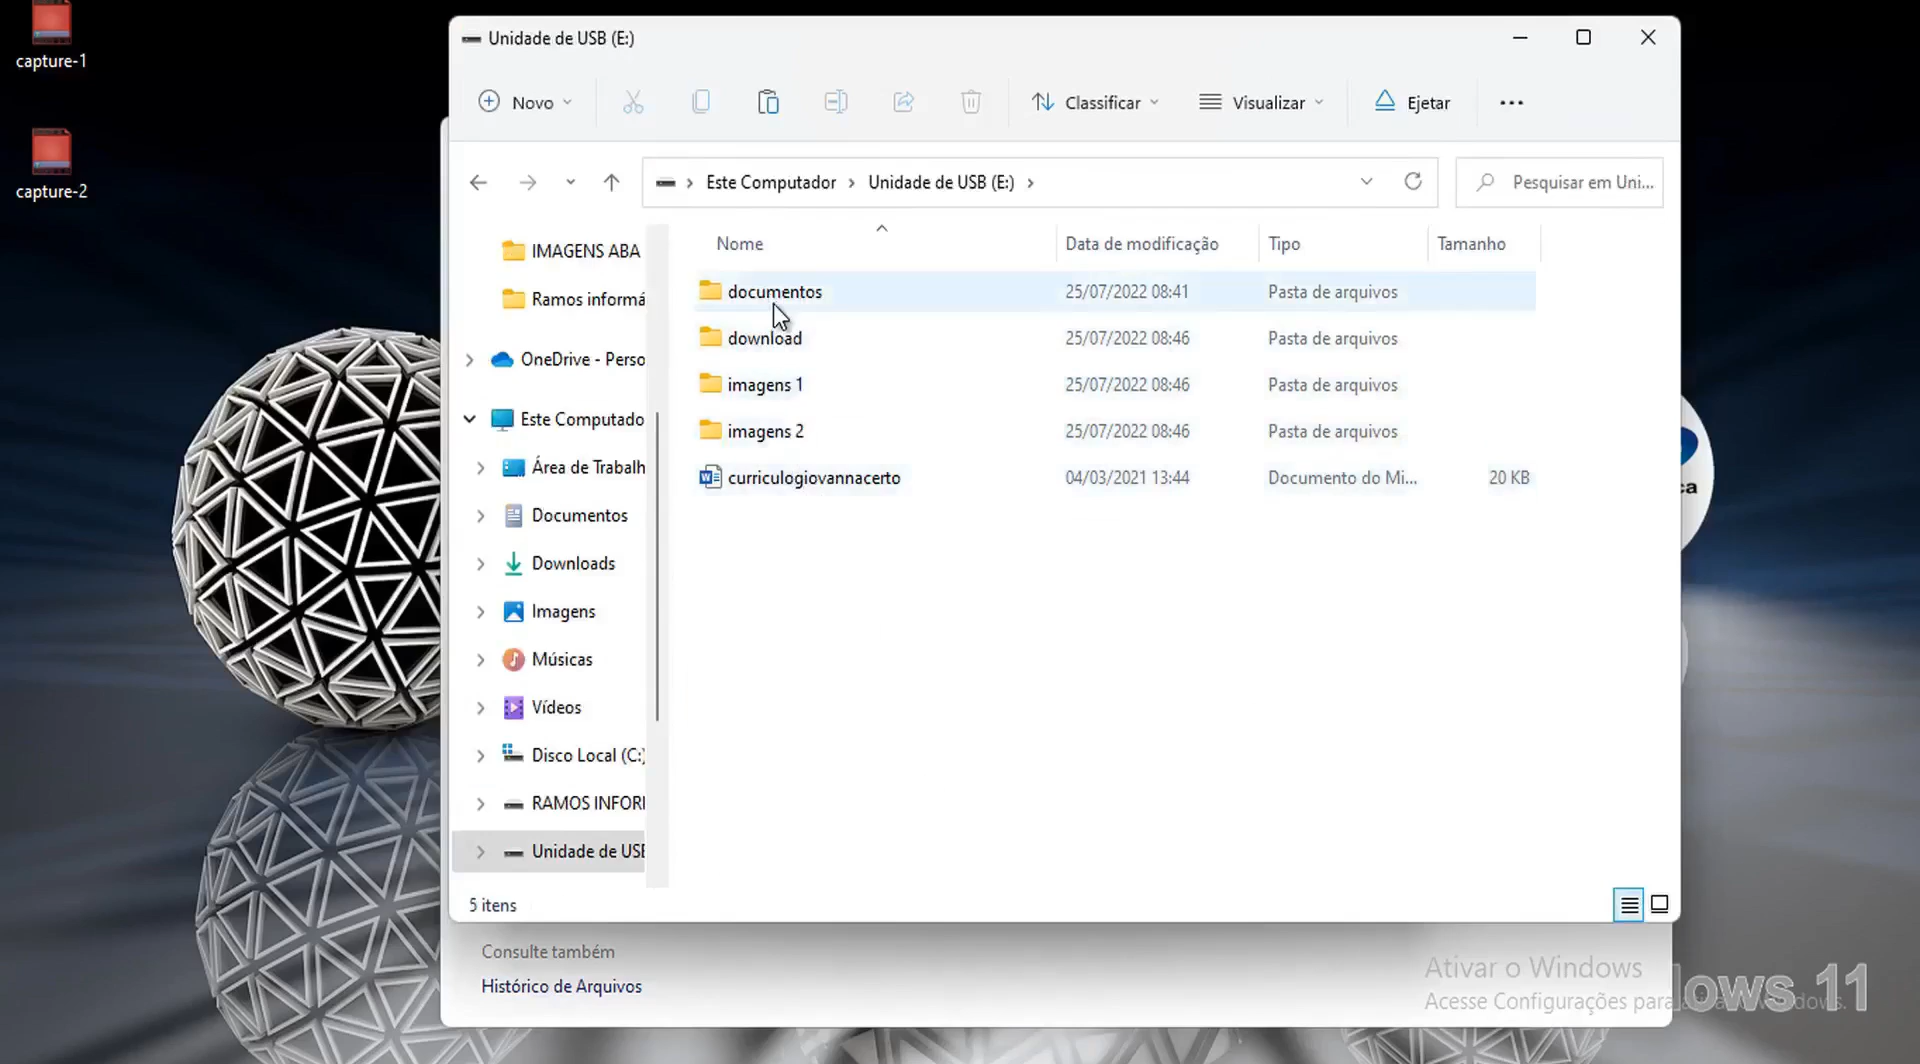 capture-1
capture-2
Unidade de USB (E:)
Novo
Classificar
Visualizar
Ejetar
Este Computador
Unidade de USB (E:)
Pesquisar em Uni...
IMAGENS ABA
Ramos informá
OneDrive - Perso
Este Computado
Área de Trabalh
Documentos
Downloads
Imagens
Músicas
Vídeos
Disco Local (C:)
RAMOS INFORI
Unidade de USB
Nome Data de modificação Tipo Tamanho
documentos 25/07/2022 08:41 Pasta de arquivos
download 25/07/2022 08:46 Pasta de arquivos
imagens 1 25/07/2022 08:46 Pasta de arquivos
imagens 2 25/07/2022 08:46 Pasta de arquivos
curriculogiovannacerto 04/03/2021 13:44 Documento do Mi... 20 KB
ca
5 itens
Consulte também
Histórico de Arquivos
Ativar o Windows
Acesse Configurações para
lows 11